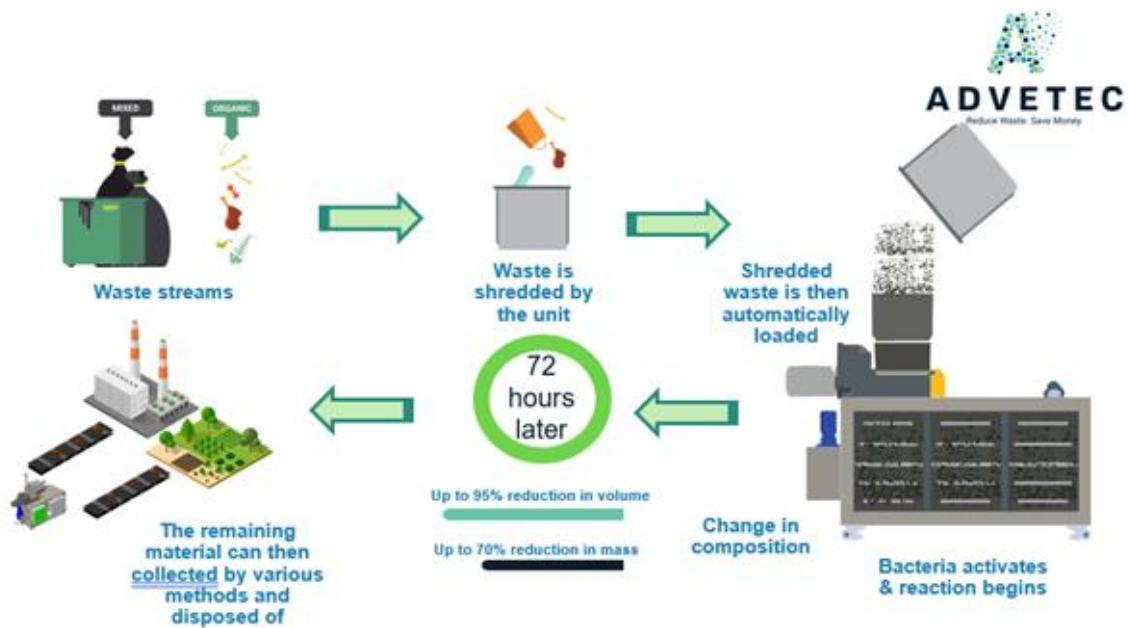 ADVETEC
Reduce Waste. Save Money
MIXED
ORGANIC
Waste streams
Waste is
shredded by
the unit
Shredded
waste is then
automatically
loaded
Bacteria activates
& reaction begins
Change in
composition
72
hours
later
Up to 95% reduction in volume
Up to 70% reduction in mass
The remaining
material can then
collected by various
methods and
disposed of